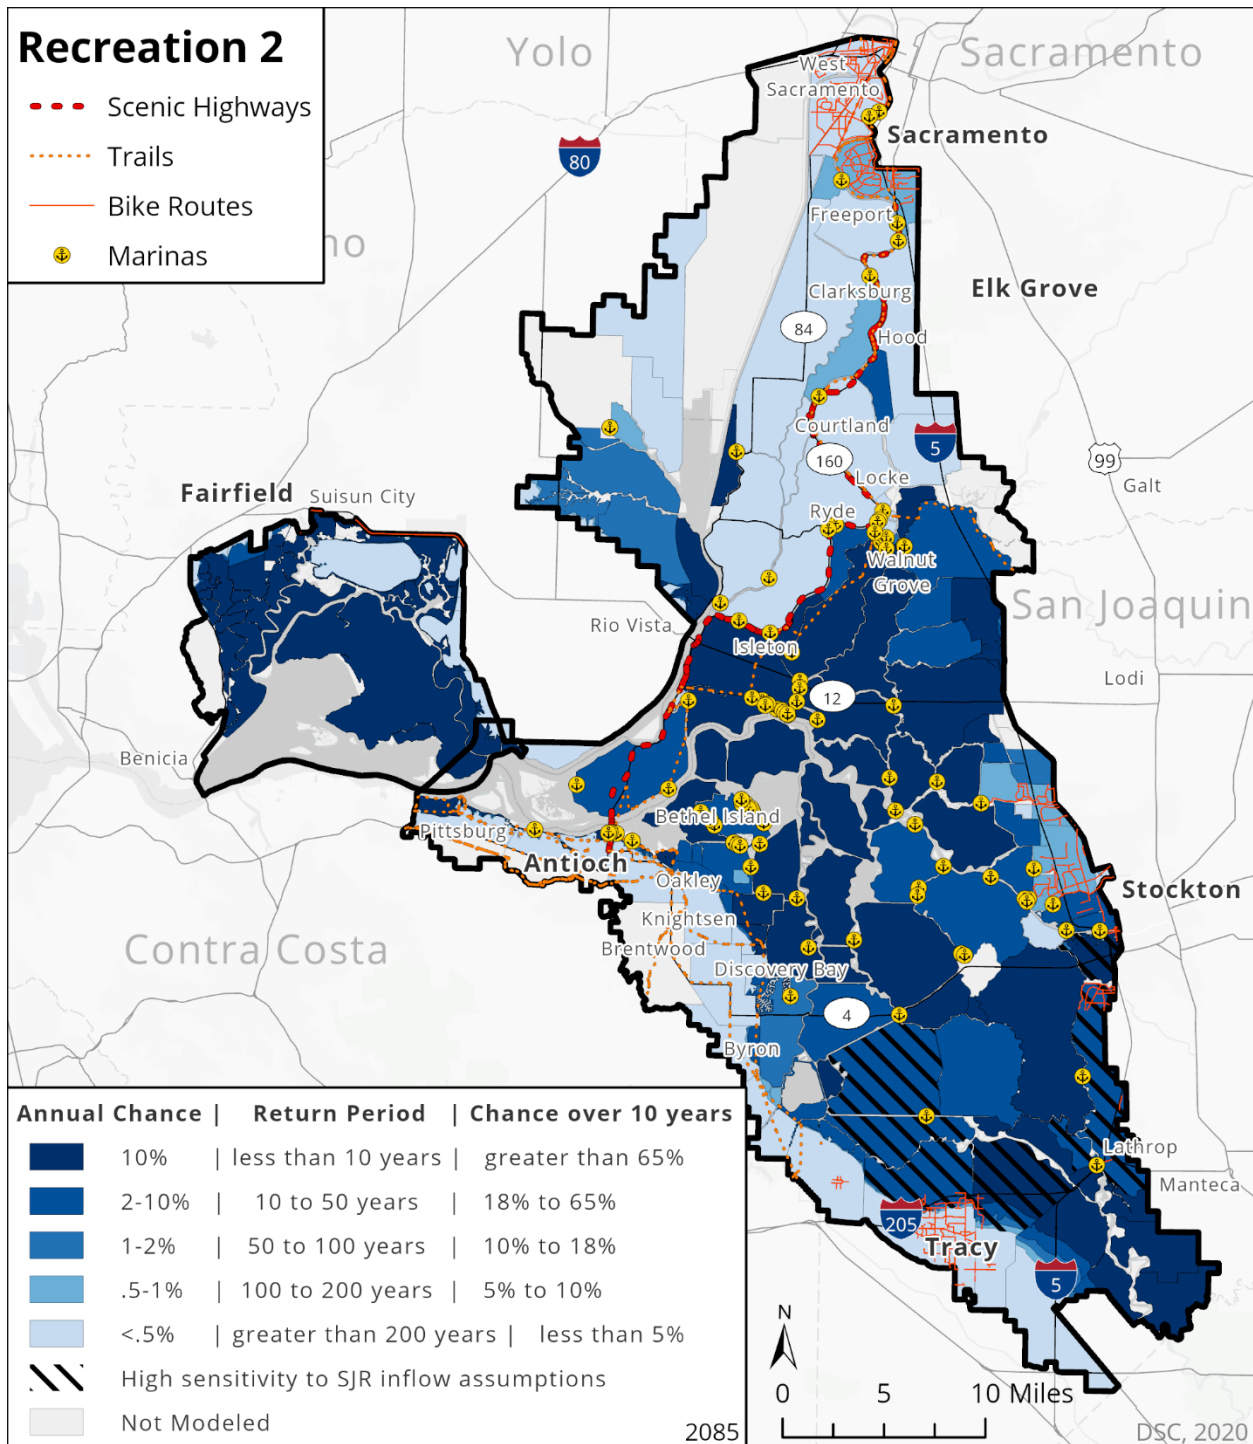 Recreation 2
Scenic Highways
Trails
Bike Routes
Marinas
Yolo
Sacramento
80
no
West
Sacramento
Sacramento
Freeport
Elk Grove
Clarksburg
84
Hood
Courtland
5
160
99
Galt
Locke
Fairfield
Suisun City
Ryde
Walnut
Grove
San Joaquin
Rio Vista
Isleton
Lodi
12
Benicia
Bethel Island
Pittsburg
Antioch
Oakley
Stockton
Knightsen
Brentwood
Contra Costa
Discovery Bay
4
Byron
Lathrop
Manteca
205
Tracy
5
Annual Chance | Return Period | Chance over 10 years
10% | less than 10 years | greater than 65%
2-10% | 10 to 50 years | 18% to 65%
1-2% | 50 to 100 years | 10% to 18%
.5-1% | 100 to 200 years | 5% to 10%
<.5% | greater than 200 years | less than 5%
High sensitivity to SJR inflow assumptions
Not Modeled
N
0 5 10 Miles
2085
DSC, 2020